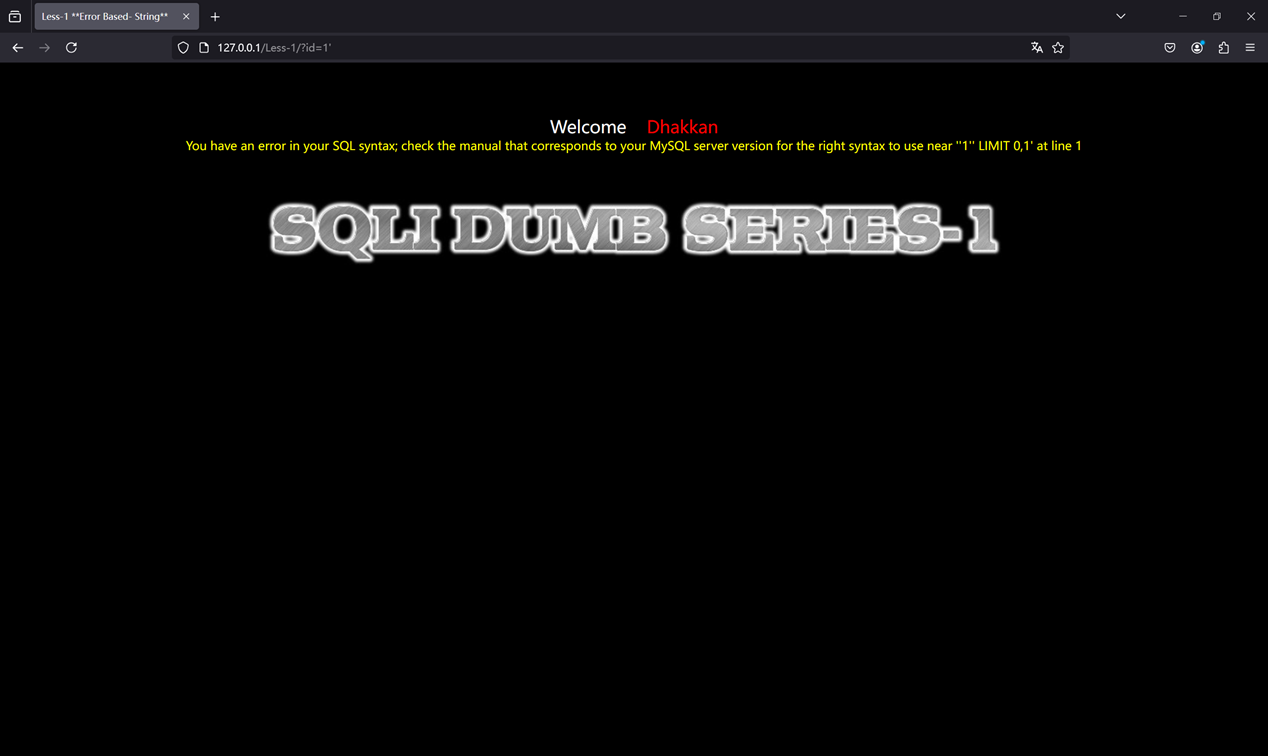 Less-1 **Error Based- String**
127.0.0.1/Less-1/?id=1'
Welcome Dhakkan
You have an error in your SQL syntax; check the manual that corresponds to your MySQL server version for the right syntax to use near ''1'' LIMIT 0,1' at line 1
SQLI DUMB SERIES-1